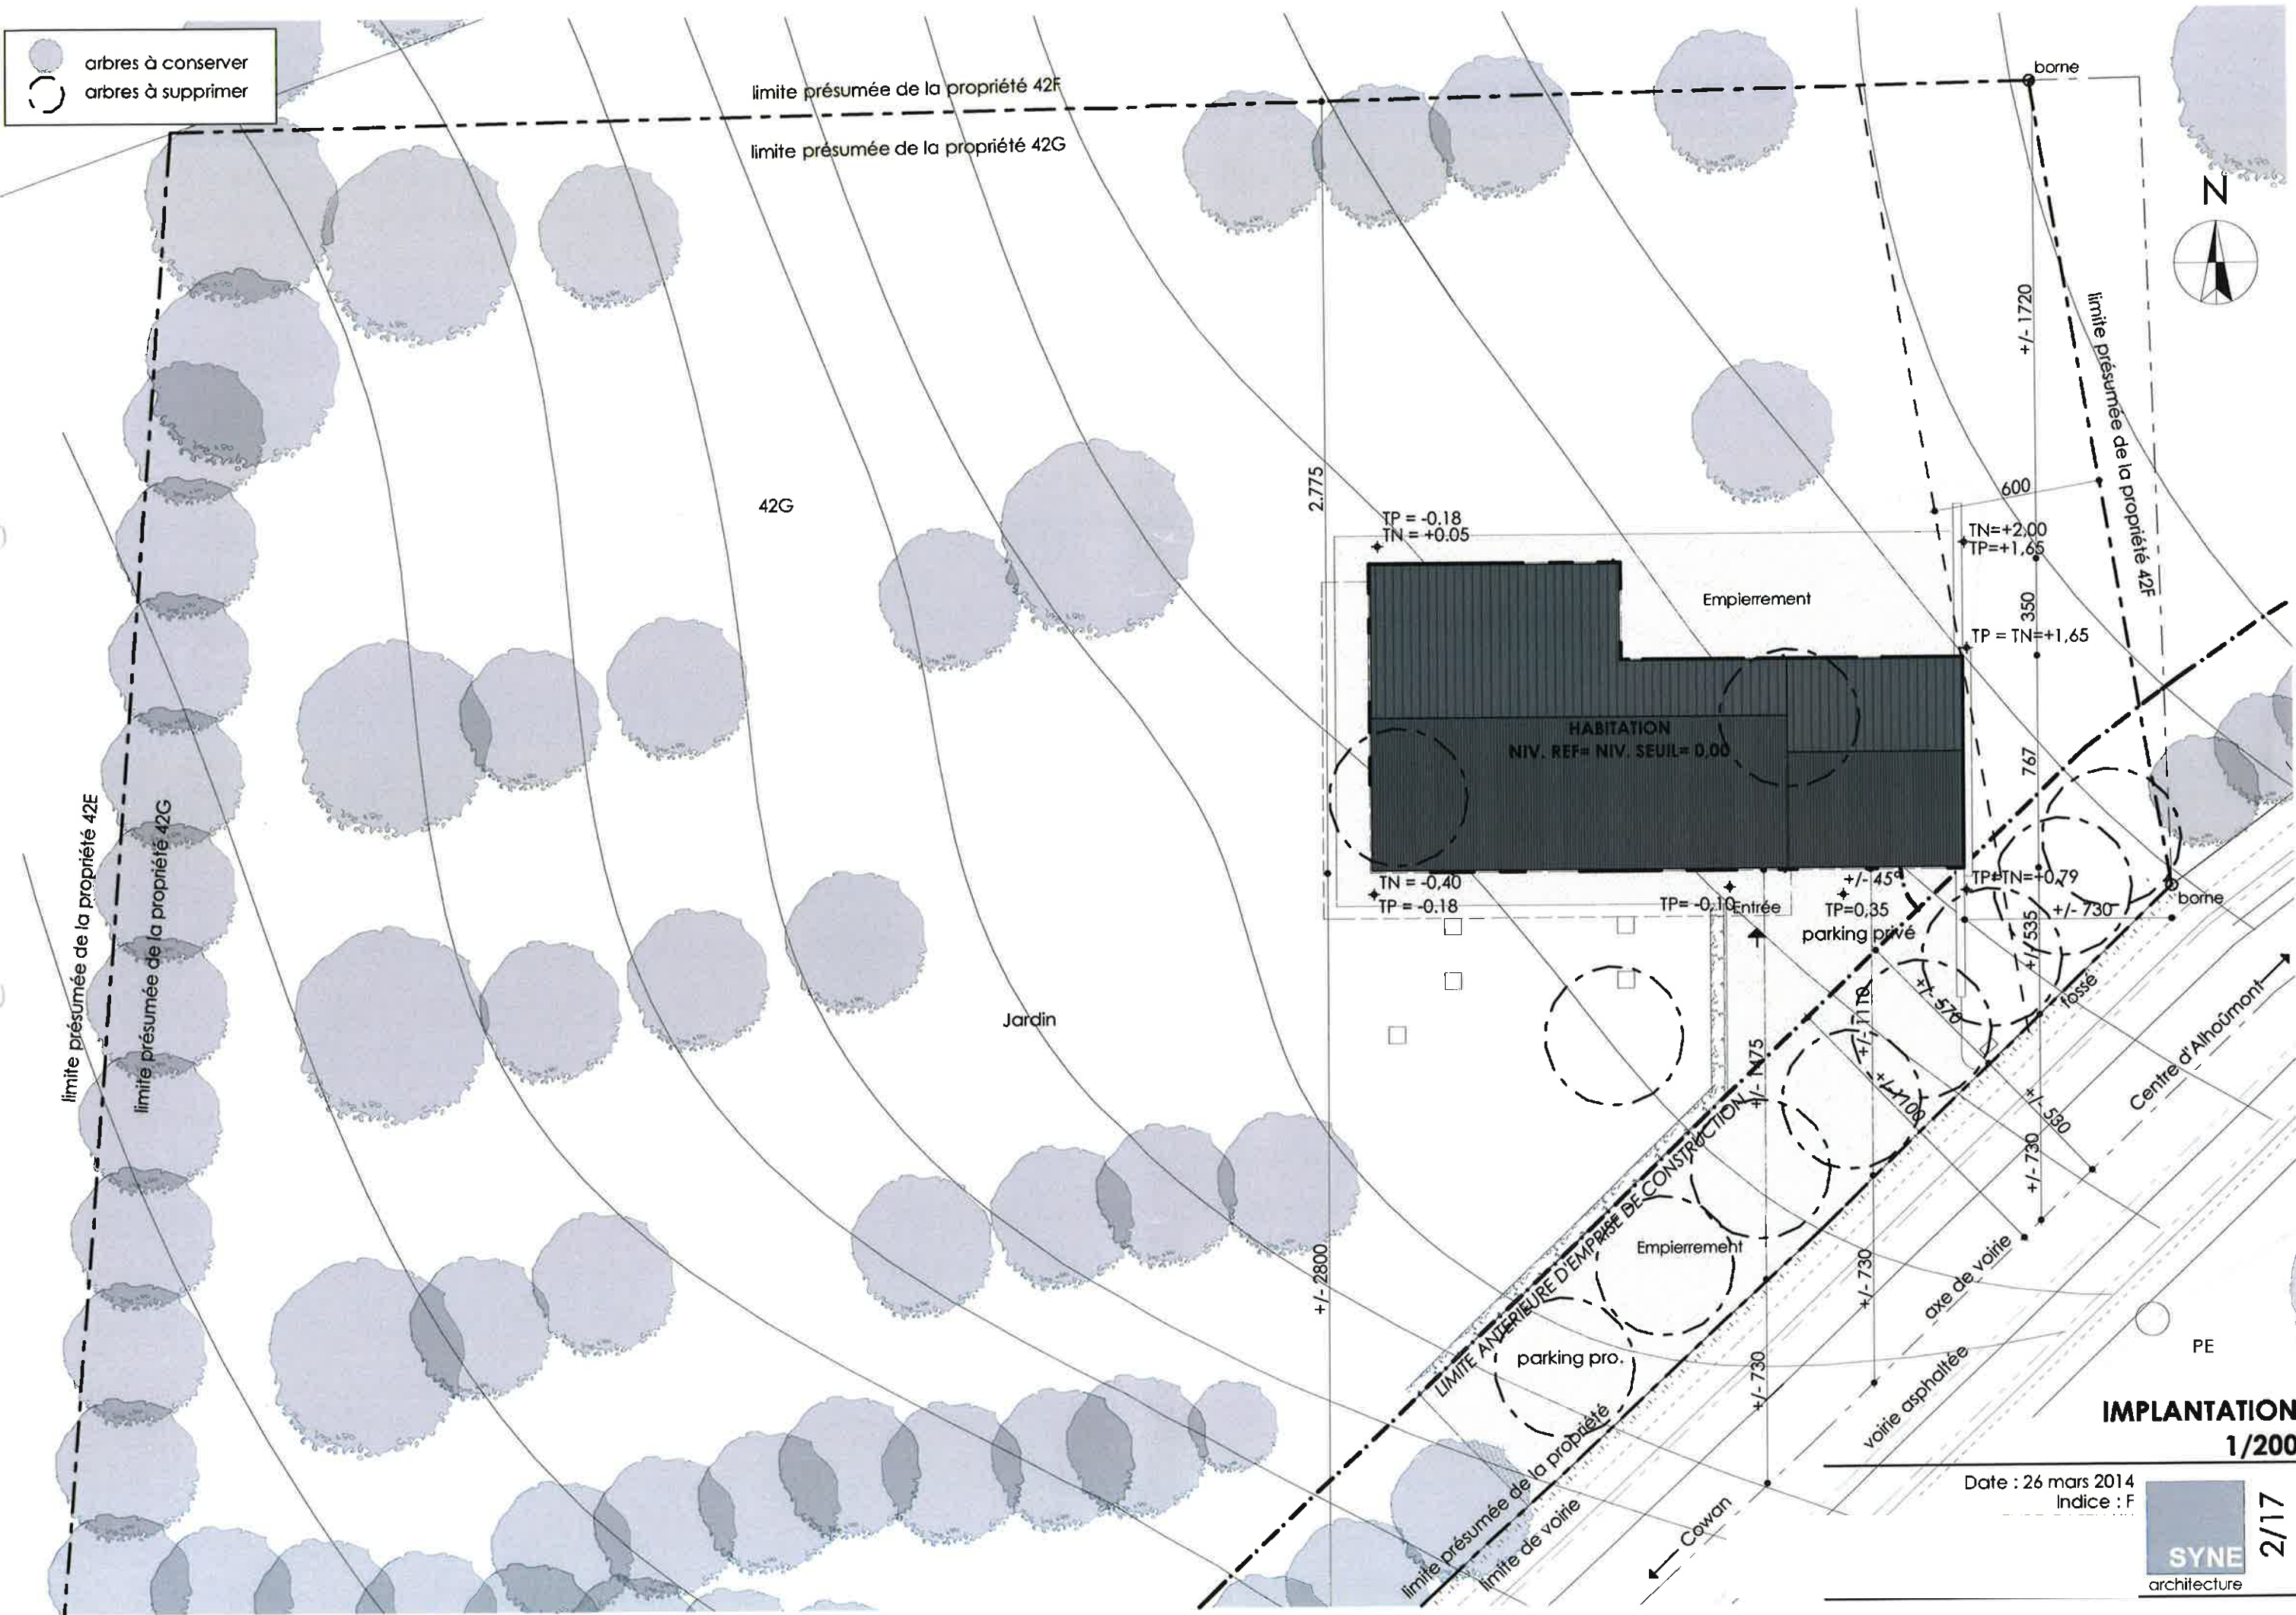 arbres à conserver
arbres à supprimer
limite présumée de la propriété 42F
limite présumée de la propriété 42G
borne
N
+/- 1720
limite présumée de la propriété 42F
2.775
42G
600
TP = -0.18
TN = +0.05
TN=+2,00
TP=+1,65
Empierrement
350
TP = TN=+1,65
HABITATION
NIV. REF= NIV. SEUIL= 0,00
767
limite présumée de la propriété 42E
limite présumée de la propriété 42G
TN = -0,40
TP = -0.18
TP= -0,10
Entrée
+/- 45°
TP=0,35
parking privé
TP=TN=+0,79
+/- 730
borne
+/-535
fossé
+/- 570
+/- 1110
+/- 1175
+/-1100
+/- 530
+/-730
Centre d'Alhoûmont
Jardin
LIMITE ANTERIEURE D'EMPRISE DE CONSTRUCTION
Empierrement
+/-2800
+/- 730
axe de voirie
parking pro.
+/- 730
voirie asphaltée
PE
limite présumée de la propriété
limite de voirie
Cowan
IMPLANTATION
1/200
Date : 26 mars 2014
Indice : F
SYNE
architecture
2/17